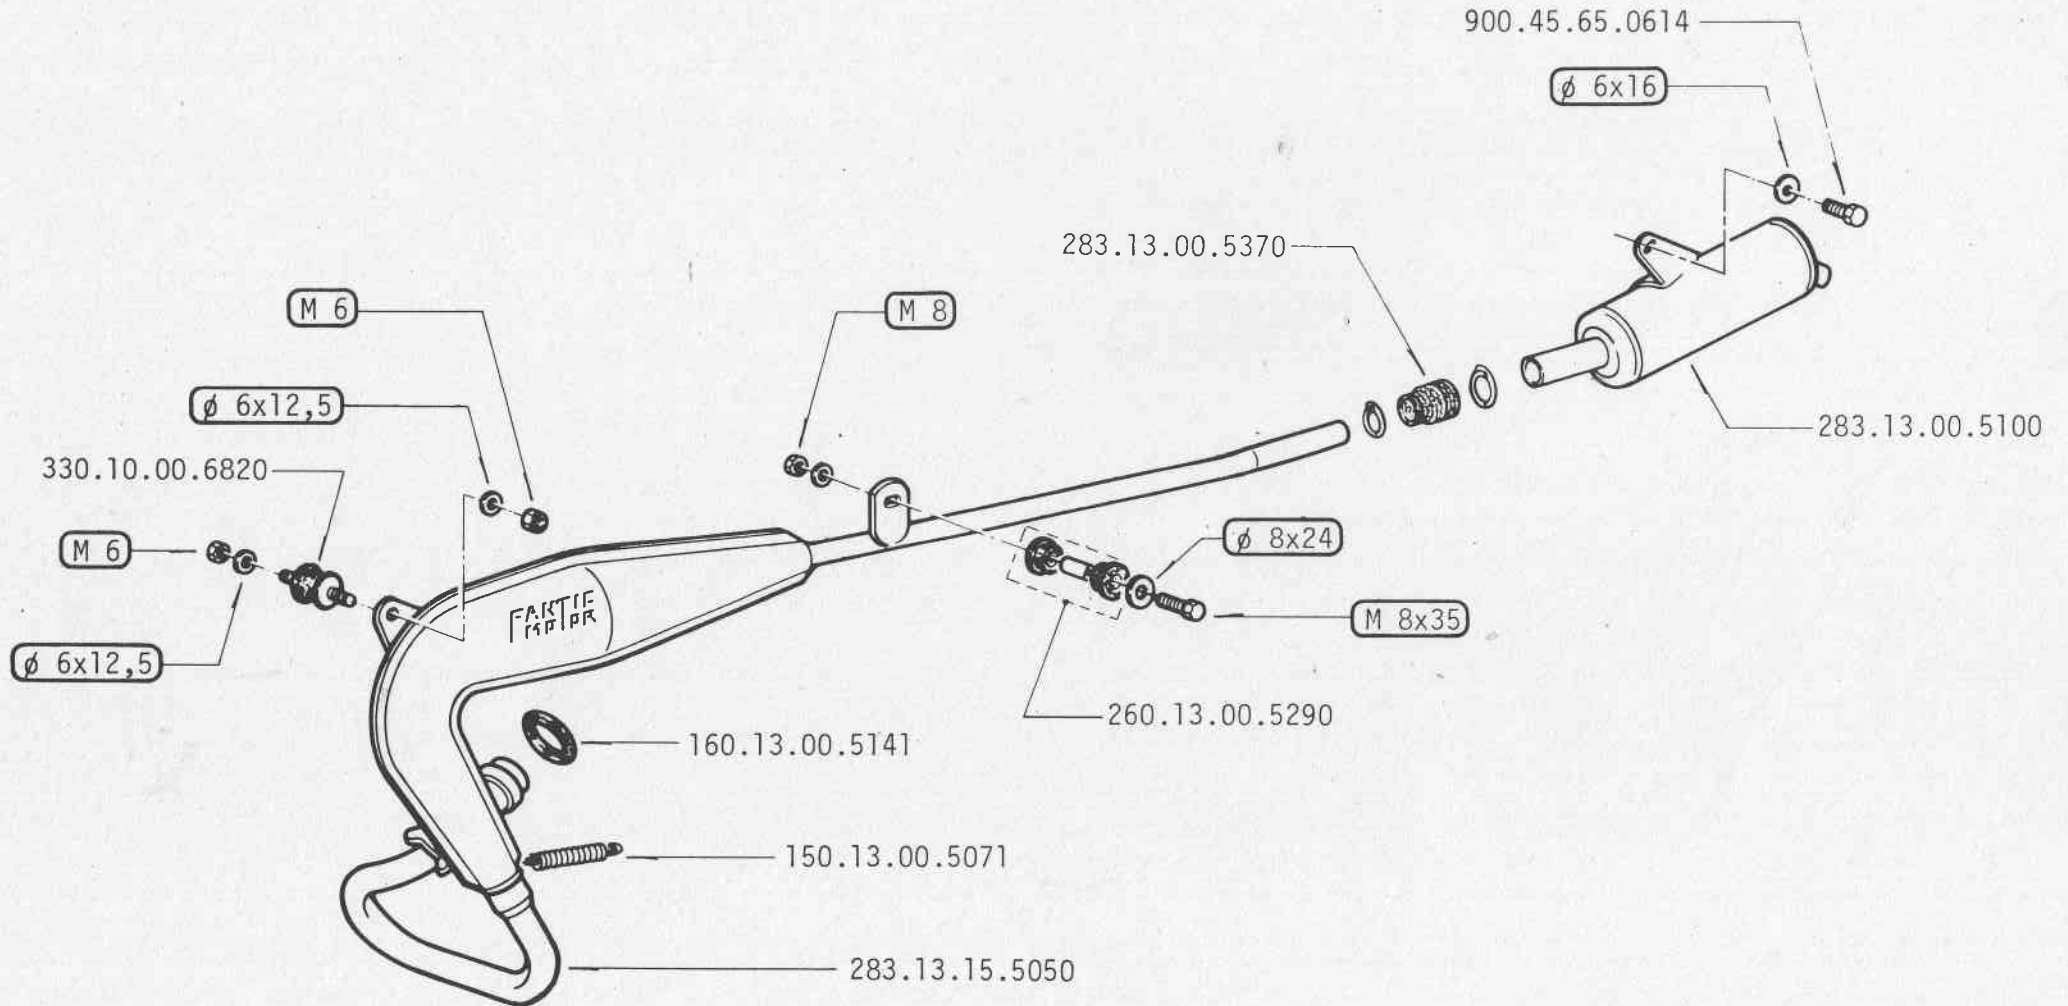 900.45.65.0614
ϕ 6x16
283.13.00.5370
M 6
M 8
ϕ 6x12,5
283.13.00.5100
330.10.00.6820
ϕ 8x24
M 6
M 8x35
ϕ 6x12,5
FANTIC
MOTOR
260.13.00.5290
160.13.00.5141
150.13.00.5071
283.13.15.5050